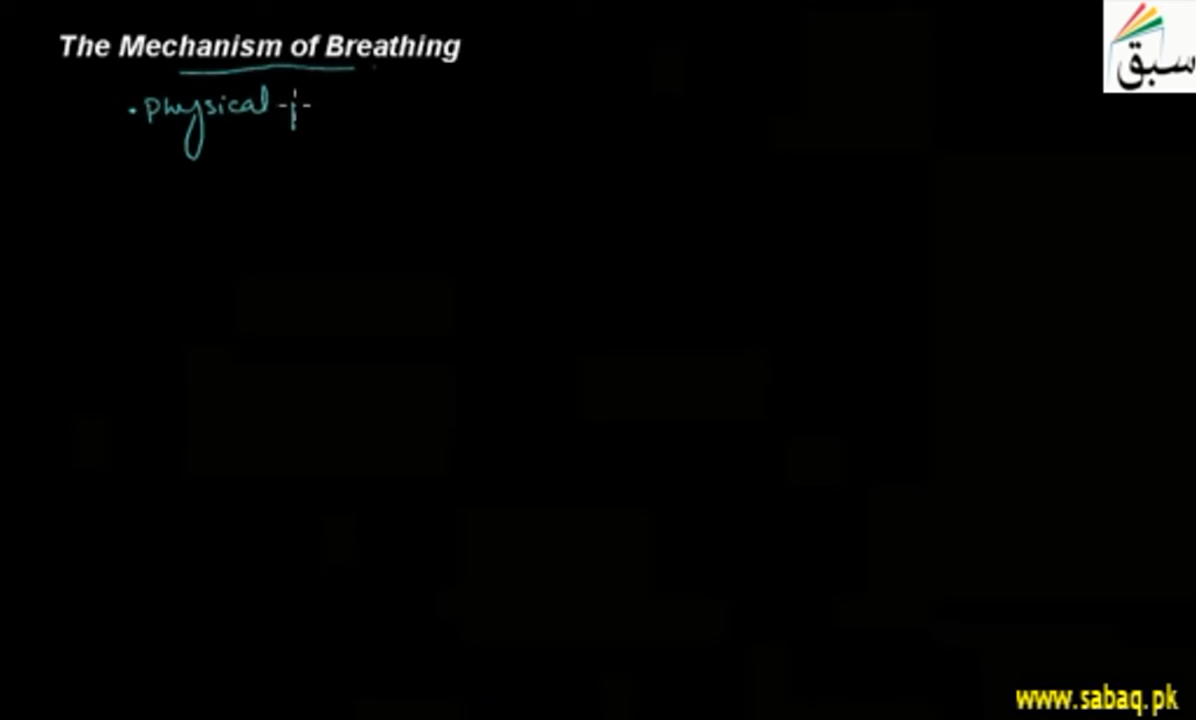 The Mechanism of Breathing
سبق
. Physical
www.sabaq.pk